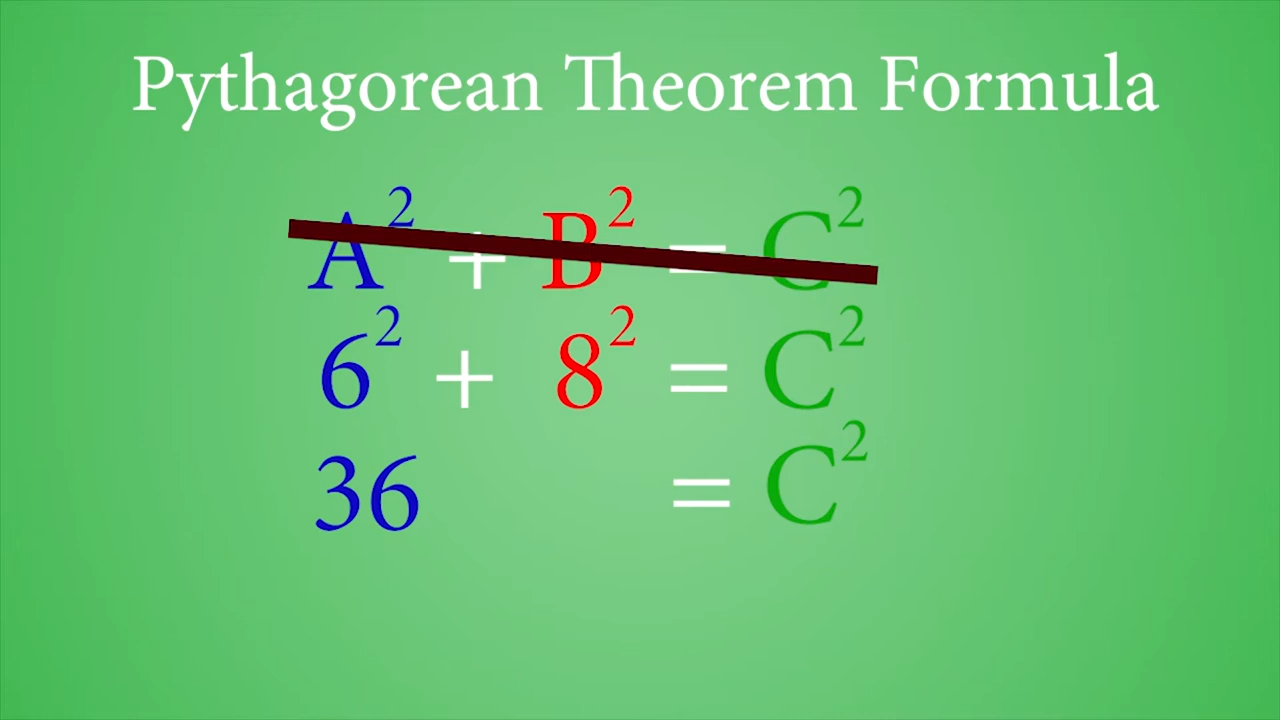 Pythagorean Theorem Formula
A² + B² = C²
6² + 8² = C²
36 = C²